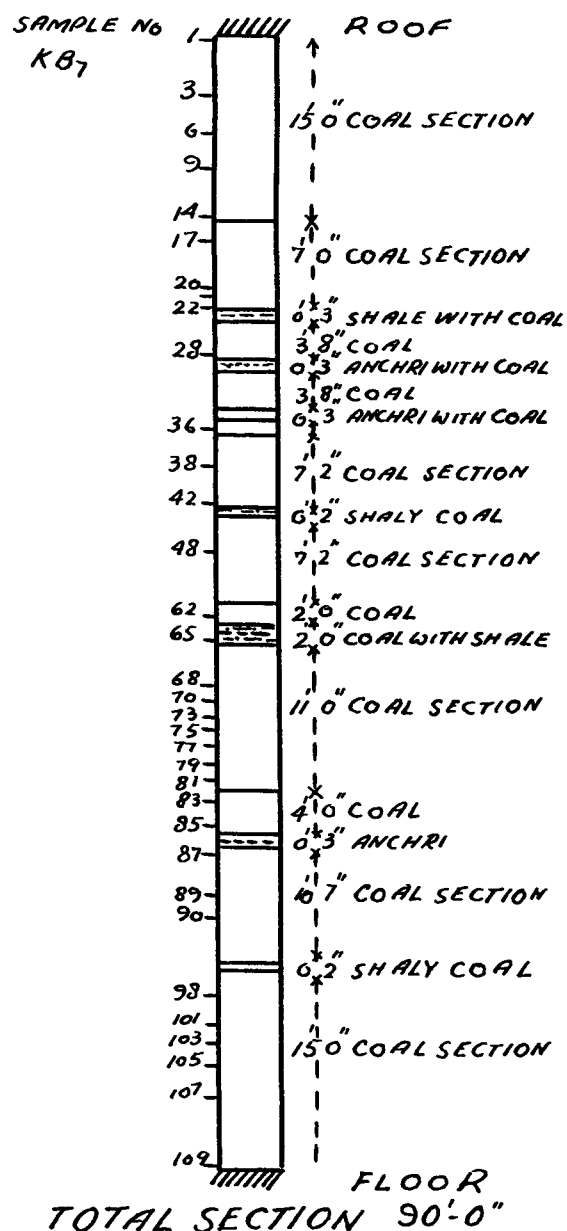 SAMPLE No
KB7
ROOF
1
3
15'0" COAL SECTION
6
9
14
17
7'0" COAL SECTION
20
22
0'3" SHALE WITH COAL
3'8" COAL
28
0'3" ANCHRI WITH COAL
3'8" COAL
0'3" ANCHRI WITH COAL
36
38
7'2" COAL SECTION
42
0'2" SHALY COAL
48
7'2" COAL SECTION
62
2'0" COAL
65
2'0" COAL WITH SHALE
68
70
11'0" COAL SECTION
73
75
77
79
81
83
4'0" COAL
85
0'3" ANCHRI
87
89
10'7" COAL SECTION
90
0'2" SHALY COAL
98
101
103
15'0" COAL SECTION
105
107
109
FLOOR
TOTAL SECTION 90'-0"